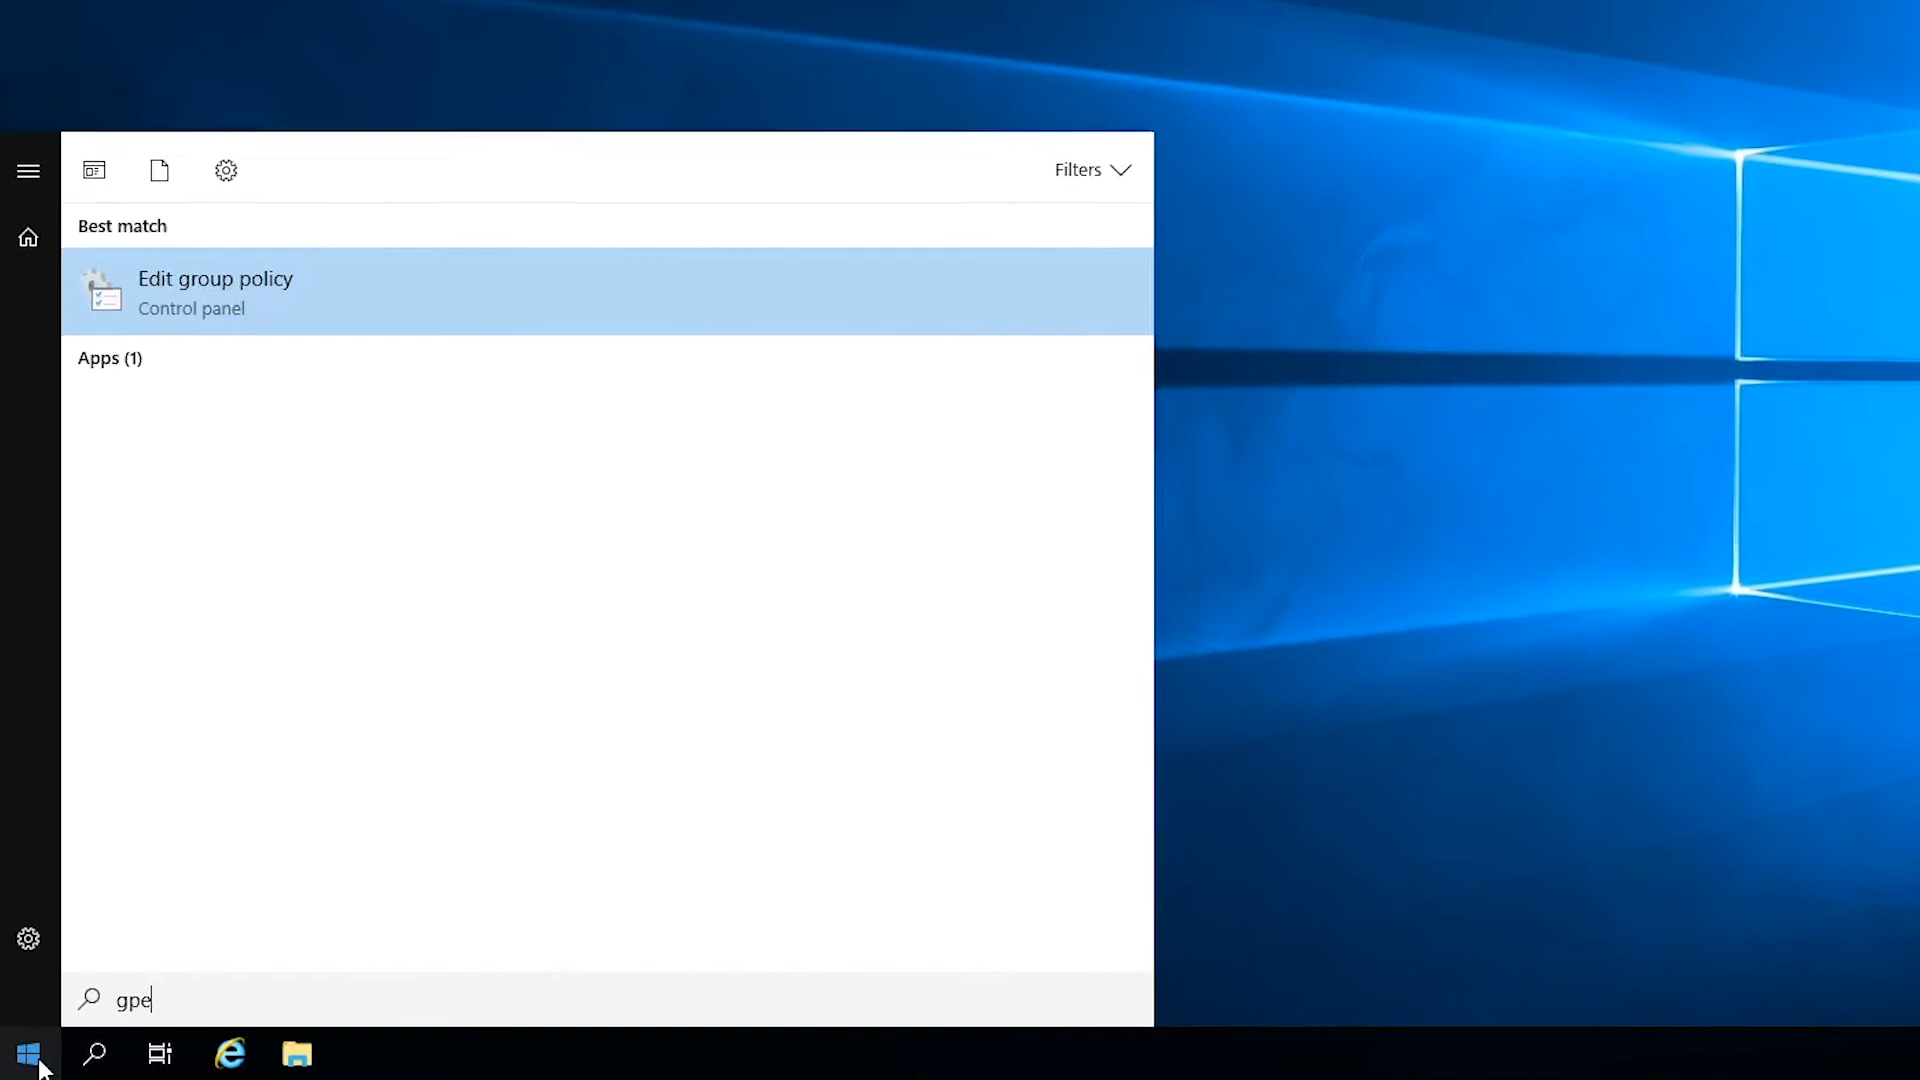 Filters
Best match
Edit group policy
Control panel
Apps (1)
gpe